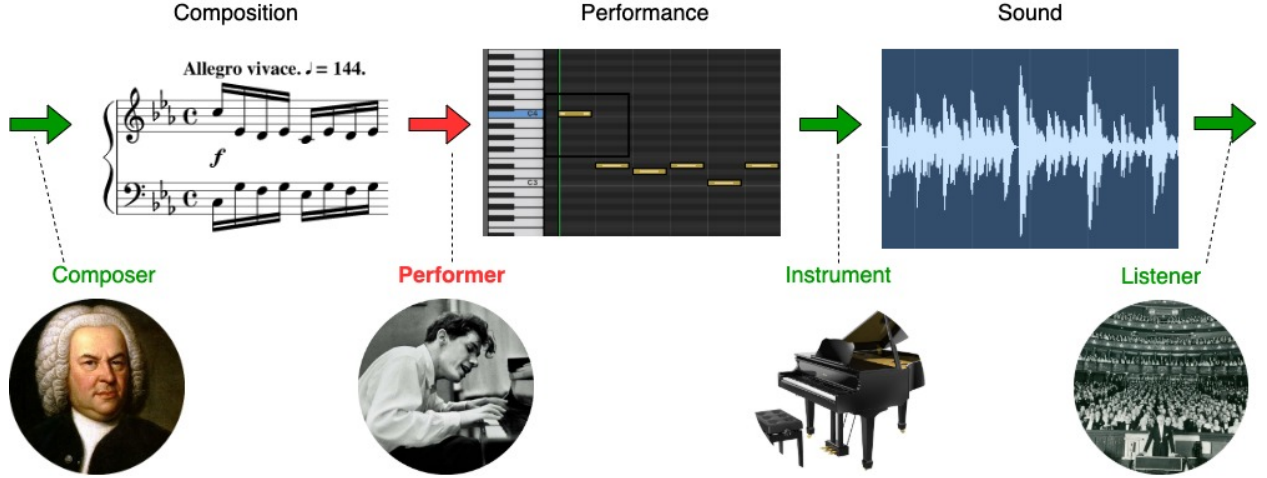 Composition
Performance
Sound
Allegro vivace. ♩ = 144.
f
C4
C3
Composer
Performer
Instrument
Listener